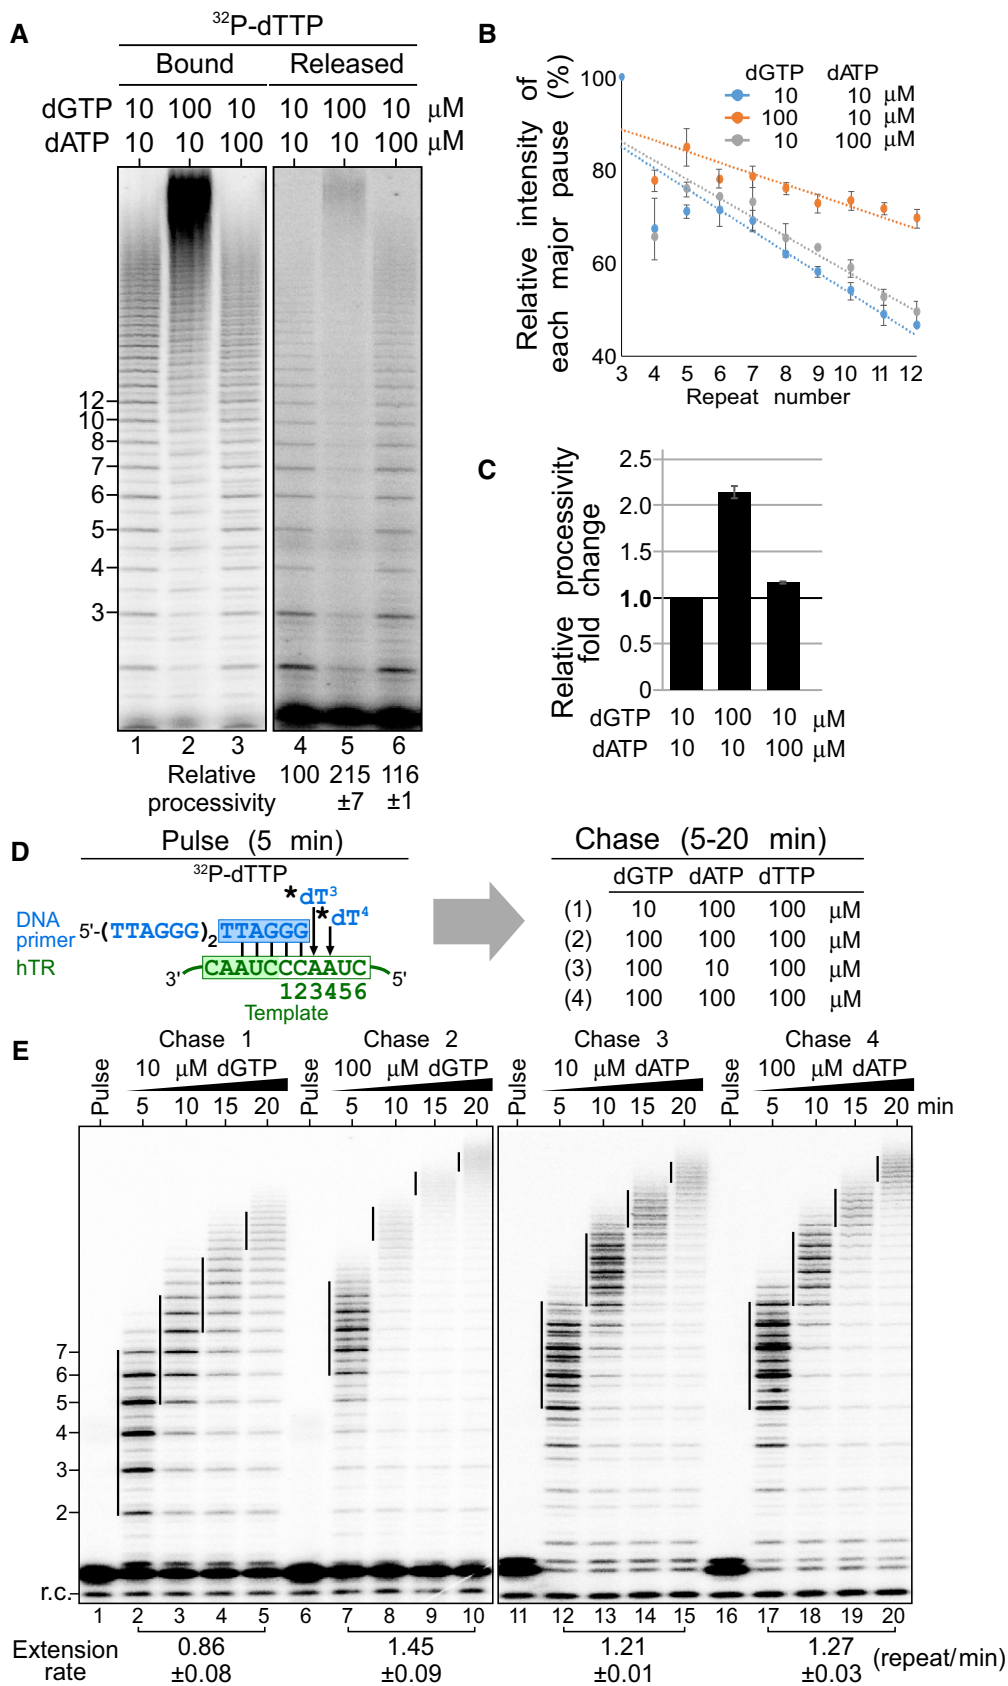 A
³²P-dTTP
Bound Released
dGTP 10 100 10 10 100 10 μM
dATP 10 10 100 10 10 100 μM
12
10
8
7
6
5
4
3
1 2 3 4 5 6
Relative processivity 100 215 ±7 116 ±1
B
Relative intensity of each major pause (%)
100
80
60
40
dGTP dATP
10 10 μM
100 10 μM
10 100 μM
3 4 5 6 7 8 9 10 11 12
Repeat number
C
Relative processivity fold change
2.5
2.0
1.5
1.0
0.5
0
dGTP 10 100 10 μM
dATP 10 10 100 μM
D
Pulse (5 min)
³²P-dTTP
* dT³
* dT⁴
DNA primer 5'-(TTAGGG)₂TTAGGG
hTR 3' CAAUCCCAAUC 5'
123456
Template
Chase (5-20 min)
dGTP dATP dTTP
(1) 10 100 100 μM
(2) 100 100 100 μM
(3) 100 10 100 μM
(4) 100 100 100 μM
E
Chase 1 Chase 2 Chase 3 Chase 4
Pulse 10 μM dGTP Pulse 100 μM dGTP Pulse 10 μM dATP Pulse 100 μM dATP
5 10 15 20 5 10 15 20 5 10 15 20 5 10 15 20 min
7
6
5
4
3
2
r.c.
1 2 3 4 5 6 7 8 9 10 11 12 13 14 15 16 17 18 19 20
Extension rate 0.86 ±0.08 1.45 ±0.09 1.21 ±0.01 1.27 ±0.03 (repeat/min)